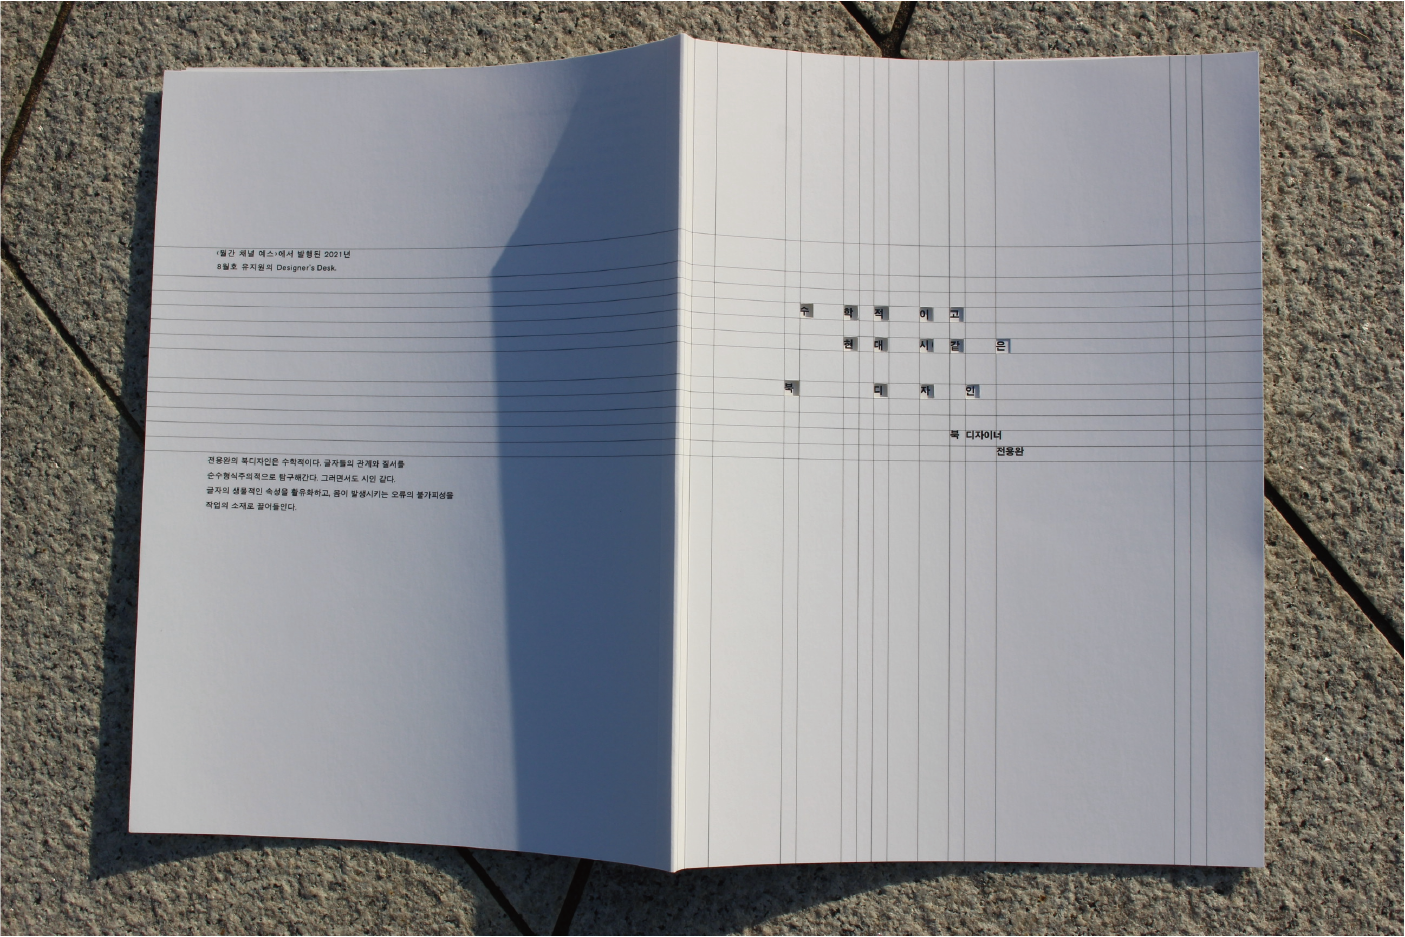 <월간 채널 예스>에서 발행된 2021년
8월호 유지원의 Designer's Desk.
전용완의 북디자인은 수학적이다. 글자들의 관계와 질서를
순수형식주의적으로 탐구해간다. 그러면서도 시인 같다.
글자의 생물적인 속성을 활유화하고, 몸이 발생시키는 오류의 불가피성을
작업의 소재로 끌어들인다.
수 학 적 이 고
현 대 시 같 은
북 디 자 인
북 디자이너
전용완